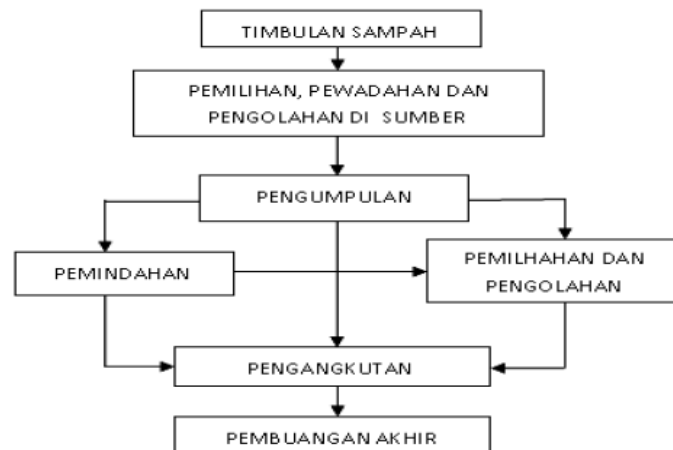 TIMBULAN SAMPAH
PEMILIHAN, PEWADAHAN DAN
PENGOLAHAN DI SUMBER
PENGUMPULAN
PEMINDAHAN
PEMILHAHAN DAN
PENGOLAHAN
PENGANGKUTAN
PEMBUANGAN AKHIR